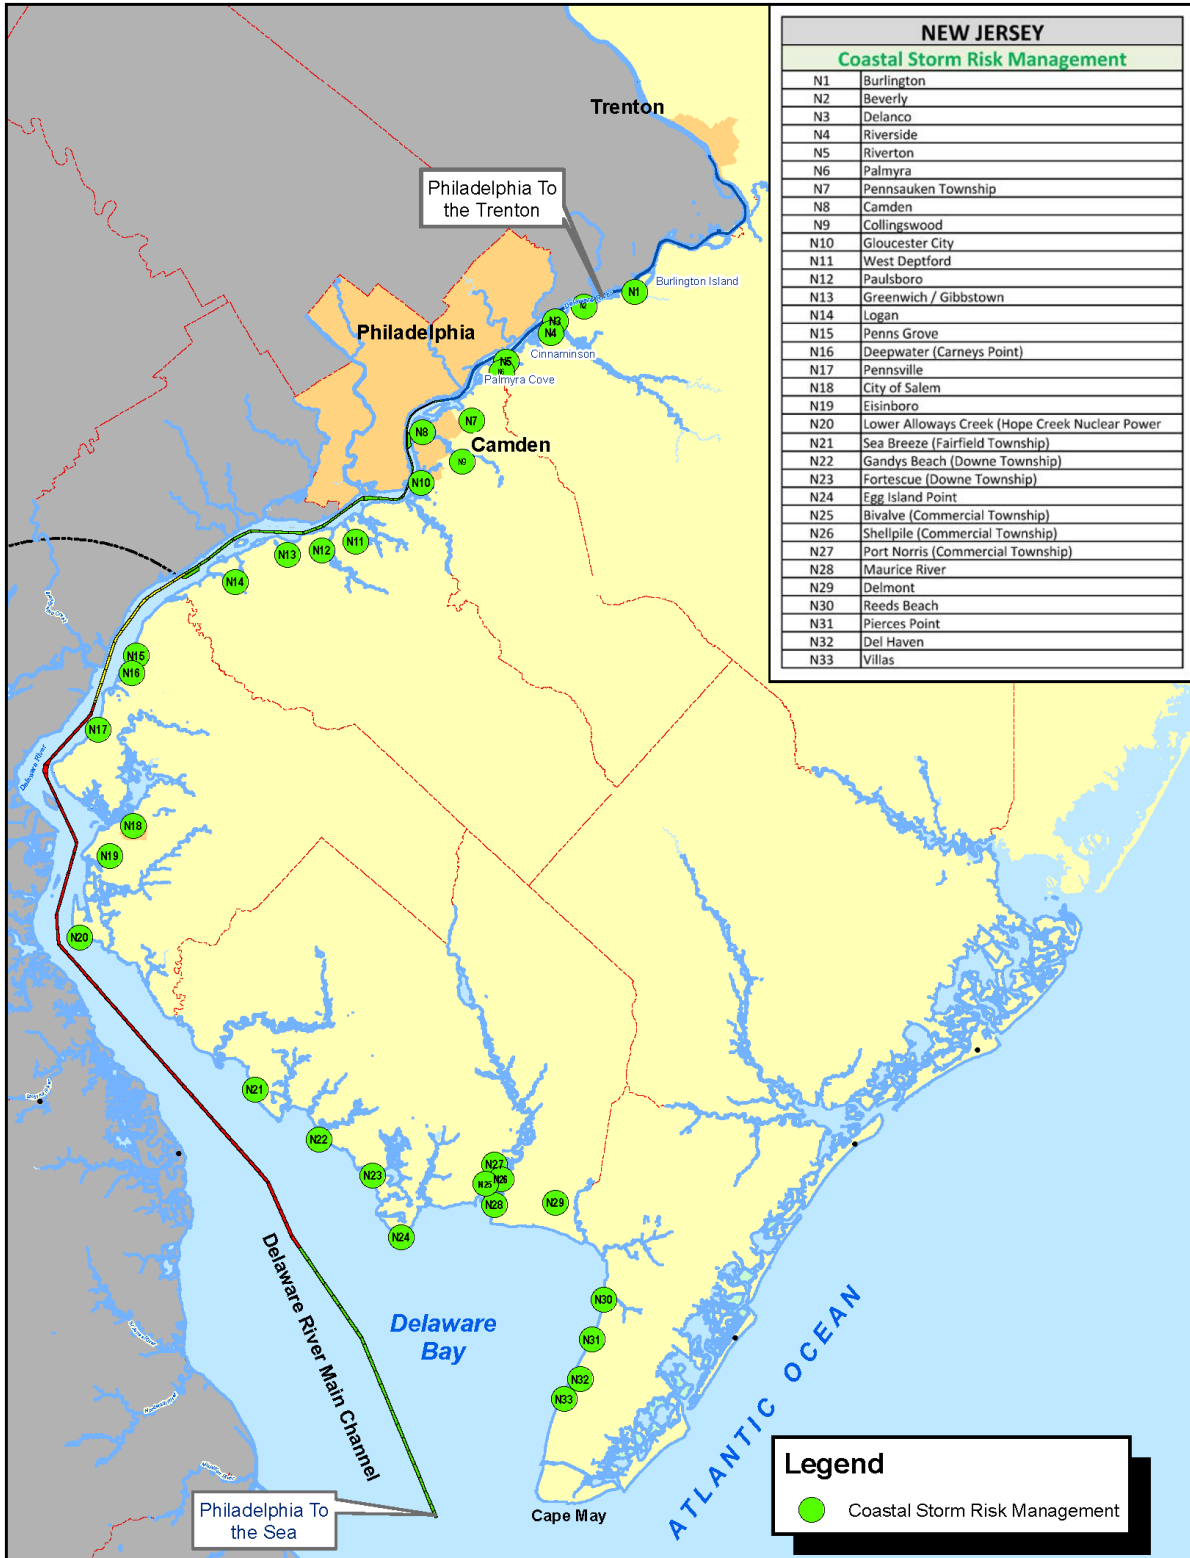 NEW JERSEY
Coastal Storm Risk Management
N1 Burlington
N2 Beverly
N3 Delanco
N4 Riverside
N5 Riverton
N6 Palmyra
N7 Pennsauken Township
N8 Camden
N9 Collingswood
N10 Gloucester City
N11 West Deptford
N12 Paulsboro
N13 Greenwich / Gibbstown
N14 Logan
N15 Penns Grove
N16 Deepwater (Carneys Point)
N17 Pennsville
N18 City of Salem
N19 Eisinboro
N20 Lower Alloways Creek (Hope Creek Nuclear Power
N21 Sea Breeze (Fairfield Township)
N22 Gandys Beach (Downe Township)
N23 Fortescue (Downe Township)
N24 Egg Island Point
N25 Bivalve (Commercial Township)
N26 Shellpile (Commercial Township)
N27 Port Norris (Commercial Township)
N28 Maurice River
N29 Delmont
N30 Reeds Beach
N31 Pierces Point
N32 Del Haven
N33 Villas
Trenton
Philadelphia To
the Trenton
Burlington Island
N1
N2
N3
N4
Philadelphia
Cinnaminson
N5
N6
Palmyra Cove
N7
N8
Camden
N9
N10
N11
N12
N13
N14
N15
N16
N17
Delaware River
N18
N19
N20
N21
N22
N23
N27
N26
N25
N28
N29
N24
Delaware River Main Channel
Delaware
Bay
N30
N31
N32
N33
ATLANTIC OCEAN
Philadelphia To
the Sea
Cape May
Legend
Coastal Storm Risk Management